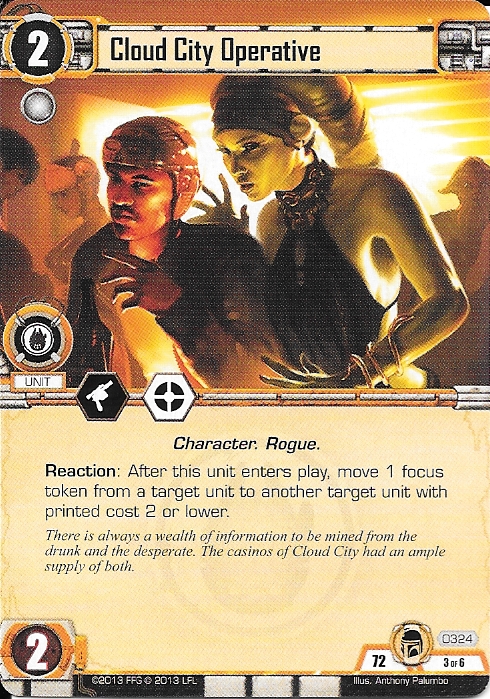 2
Cloud City Operative
UNIT
Character. Rogue.
Reaction: After this unit enters play, move 1 focus
token from a target unit to another target unit with
printed cost 2 or lower.
There is always a wealth of information to be mined from the
drunk and the desperate. The casinos of Cloud City had an ample
supply of both.
2
0324
72
3 OF 6
©2013 FFG © 2013 LFL
Illus. Anthony Palumbo